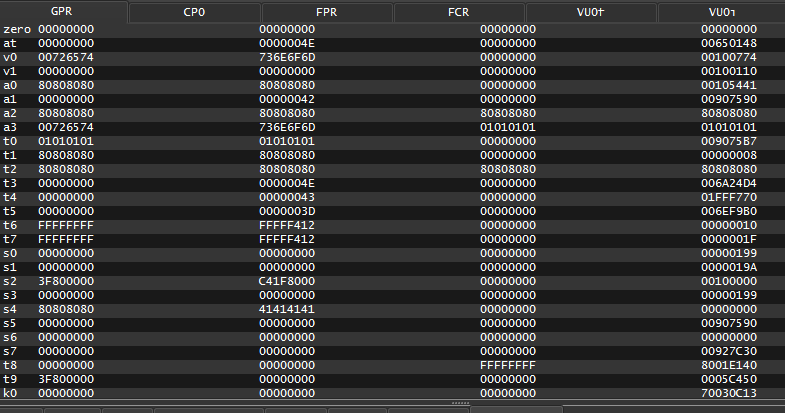 GPR CP0 FPR FCR VU0f VU0ı
zero 00000000 00000000 00000000 00000000
at 00000000 0000004E 00000000 00650148
v0 00726574 736E6F6D 00000000 00100774
v1 00000000 00000000 00000000 00100110
a0 80808080 80808080 00000000 00105441
a1 00000000 00000042 00000000 00907590
a2 80808080 80808080 80808080 80808080
a3 00726574 736E6F6D 01010101 01010101
t0 01010101 01010101 00000000 009075B7
t1 80808080 80808080 00000000 00000008
t2 80808080 80808080 80808080 80808080
t3 00000000 0000004E 00000000 006A24D4
t4 00000000 00000043 00000000 01FFF770
t5 00000000 0000003D 00000000 006EF9B0
t6 FFFFFFFF FFFFF412 00000000 00000010
t7 FFFFFFFF FFFFF412 00000000 0000001F
s0 00000000 00000000 00000000 00000199
s1 00000000 00000000 00000000 0000019A
s2 3F800000 C41F8000 00000000 00100000
s3 00000000 00000000 00000000 00000199
s4 80808080 41414141 00000000 00000000
s5 00000000 00000000 00000000 00907590
s6 00000000 00000000 00000000 00000000
s7 00000000 00000000 00000000 00927C30
t8 00000000 00000000 FFFFFFFF 8001E140
t9 3F800000 00000000 00000000 0005C450
k0 00000000 00000000 00000000 70030C13